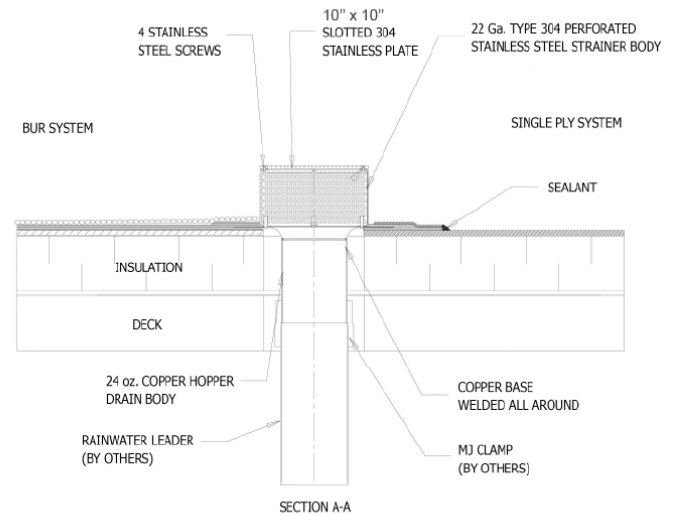 10” x 10”
4 STAINLESS
STEEL SCREWS
SLOTTED 304
STAINLESS PLATE
22 Ga. TYPE 304 PERFORATED
STAINLESS STEEL STRAINER BODY
BUR SYSTEM
SINGLE PLY SYSTEM
SEALANT
INSULATION
DECK
24 oz. COPPER HOPPER
DRAIN BODY
COPPER BASE
WELDED ALL AROUND
RAINWATER LEADER
(BY OTHERS)
MJ CLAMP
(BY OTHERS)
SECTION A-A